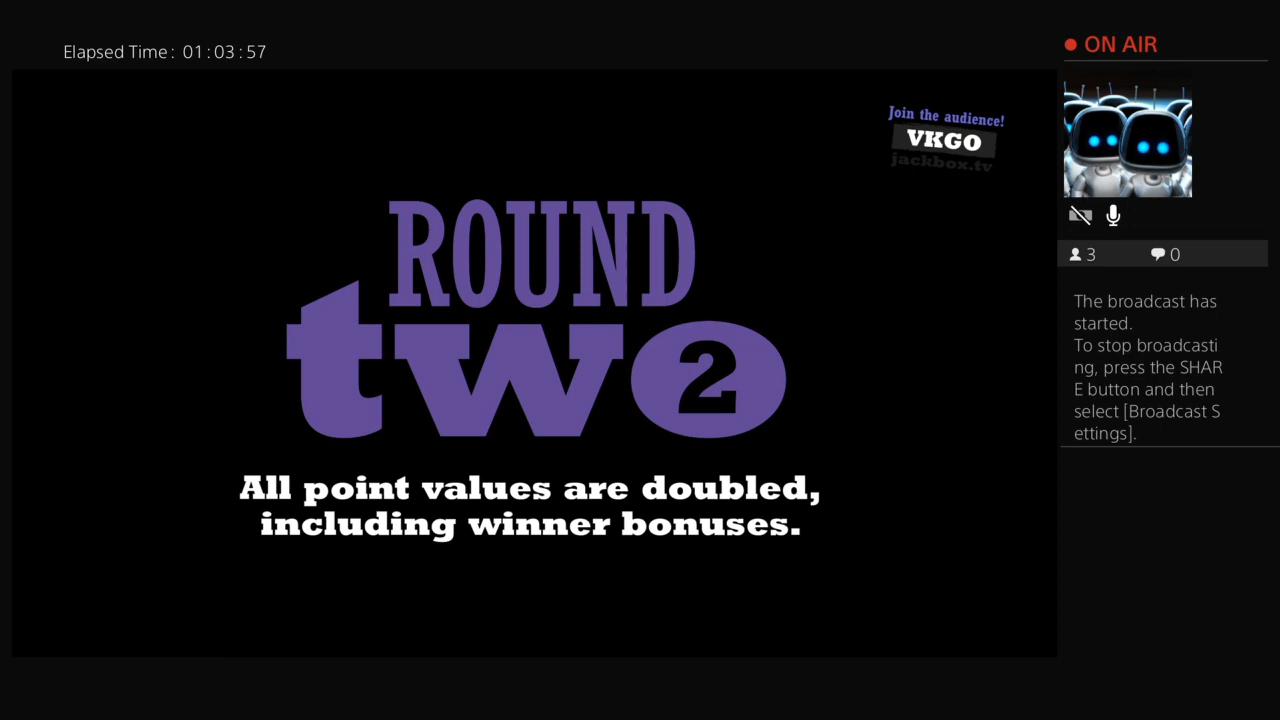 Elapsed Time: 01:03:57
ON AIR
Join the audience!
VKGO
jackbox.tv
ROUND
two 2
All point values are doubled,
including winner bonuses.
3 0
The broadcast has
started.
To stop broadcasti
ng, press the SHAR
E button and then
select [Broadcast S
ettings].